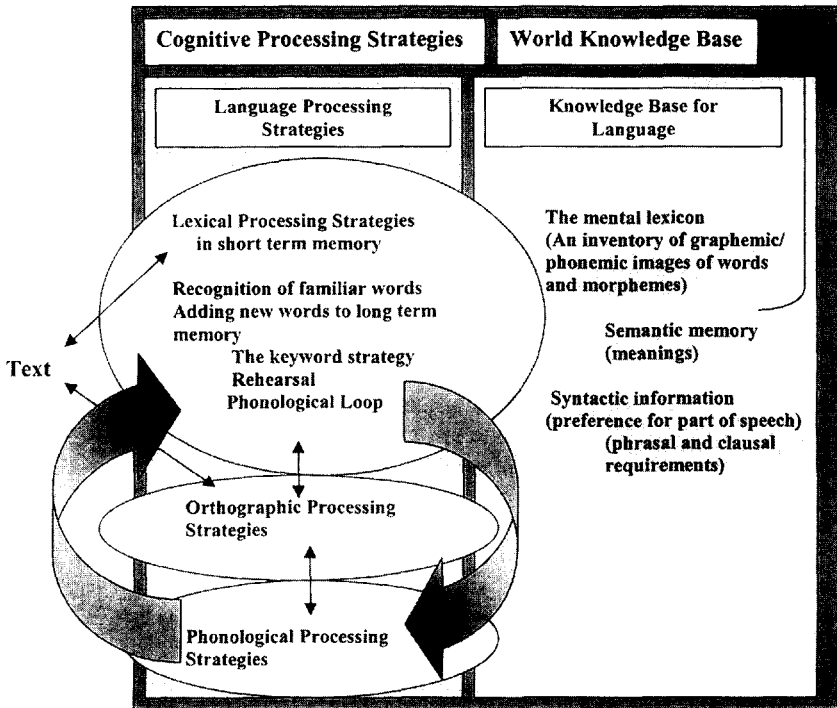 Cognitive Processing Strategies
World Knowledge Base
Language Processing
Strategies
Knowledge Base for
Language
Lexical Processing Strategies
in short term memory
Recognition of familiar words
Adding new words to long term
memory
The keyword strategy
Rehearsal
Phonological Loop
Text
Orthographic Processing
Strategies
Phonological Processing
Strategies
The mental lexicon
(An inventory of graphemic/
phonemic images of words
and morphemes)
Semantic memory
(meanings)
Syntactic information
(preference for part of speech)
(phrasal and clausal
requirements)